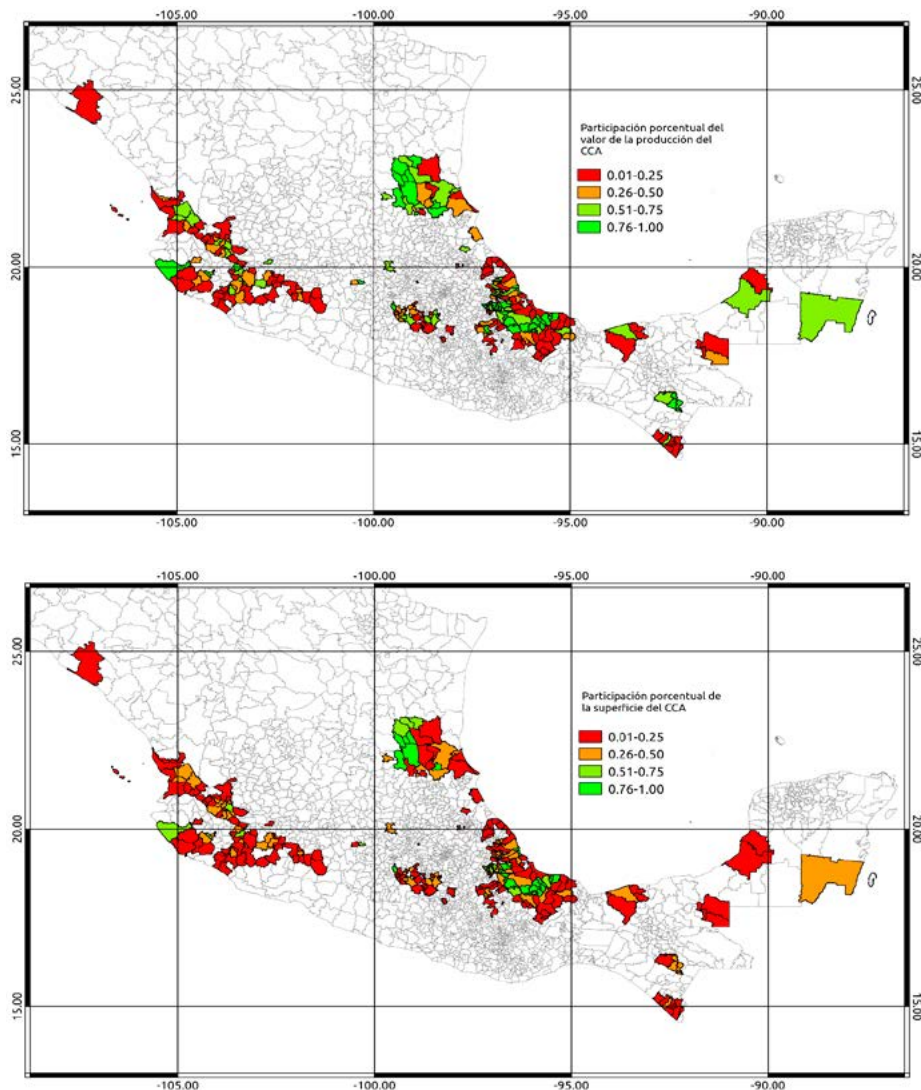 -105.00 -100.00 -95.00 -90.00
25.00 25.00
Participación porcentual del
valor de la producción del
CCA
0.01-0.25
0.26-0.50
0.51-0.75
0.76-1.00
20.00 20.00
15.00 15.00
-105.00 -100.00 -95.00 -90.00
-105.00 -100.00 -95.00 -90.00
25.00 25.00
Participación porcentual de
la superficie del CCA
0.01-0.25
0.26-0.50
0.51-0.75
0.76-1.00
20.00 20.00
15.00 15.00
-105.00 -100.00 -95.00 -90.00